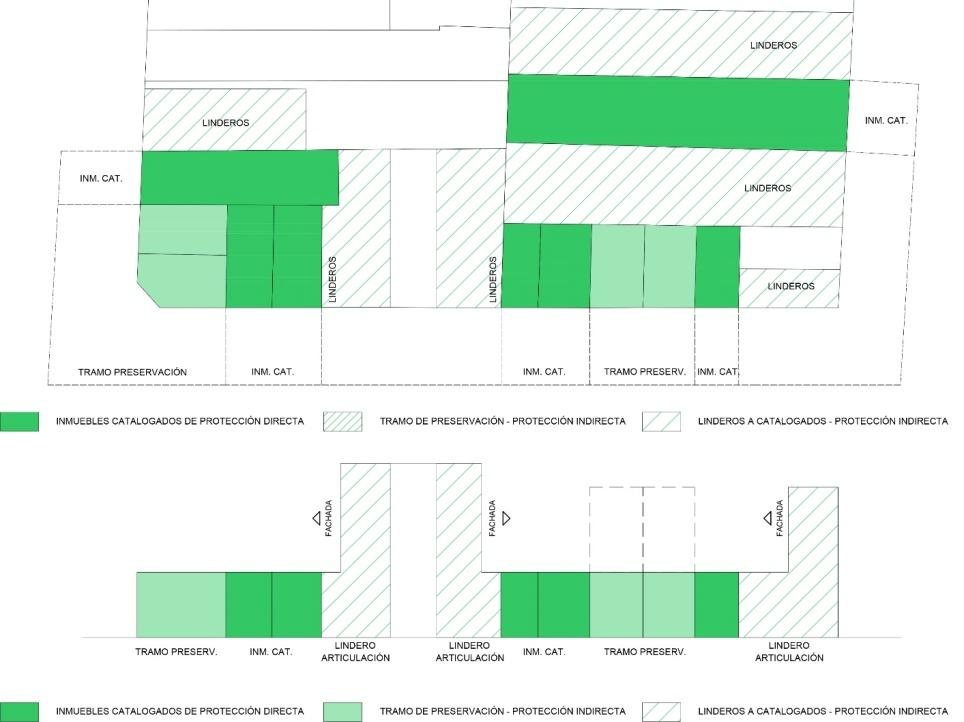 LINDEROS
INM. CAT.
LINDEROS
INM. CAT.
LINDEROS
LINDEROS
LINDEROS
LINDEROS
TRAMO PRESERVACIÓN
INM. CAT.
INM. CAT.
TRAMO PRESERV.
INM. CAT.
INMUEBLES CATALOGADOS DE PROTECCIÓN DIRECTA
TRAMO DE PRESERVACIÓN - PROTECCIÓN INDIRECTA
LINDEROS A CATALOGADOS - PROTECCIÓN INDIRECTA
FACHADA
FACHADA
FACHADA
TRAMO PRESERV.
INM. CAT.
LINDERO
ARTICULACIÓN
LINDERO
ARTICULACIÓN
INM. CAT.
TRAMO PRESERV.
LINDERO
ARTICULACIÓN
INMUEBLES CATALOGADOS DE PROTECCIÓN DIRECTA
TRAMO DE PRESERVACIÓN - PROTECCIÓN INDIRECTA
LINDEROS A CATALOGADOS - PROTECCIÓN INDIRECTA